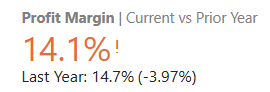 Profit Margin | Current vs Prior Year
14.1%!
Last Year: 14.7% (-3.97%)